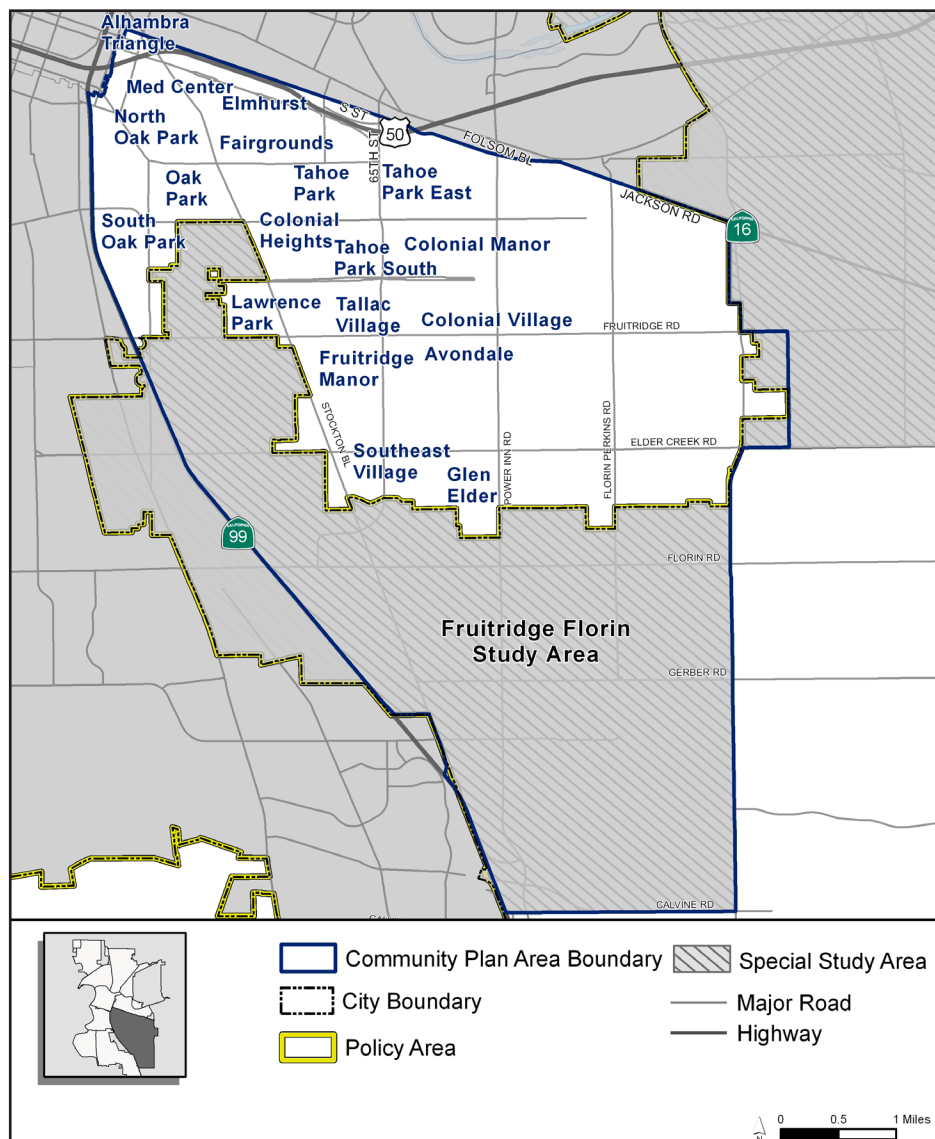 Alhambra
Triangle
Med Center
Elmhurst
S ST
50
North
Oak Park
Fairgrounds
65TH ST
FOLSOM BL
Oak
Park
Tahoe
Park
Tahoe
Park East
JACKSON RD
CALIFORNIA
16
South
Oak Park
Colonial
Heights
Tahoe
Park South
Colonial Manor
Lawrence
Park
Tallac
Village
Colonial Village
FRUITRIDGE RD
Fruitridge
Manor
Avondale
STOCKTON BL
POWER INN RD
FLORIN PERKINS RD
ELDER CREEK RD
Southeast
Village
Glen
Elder
CALIFORNIA
99
FLORIN RD
Fruitridge Florin
Study Area
GERBER RD
CALVINE RD
Community Plan Area Boundary
Special Study Area
City Boundary
Major Road
Highway
Policy Area
0 0.5 1 Miles